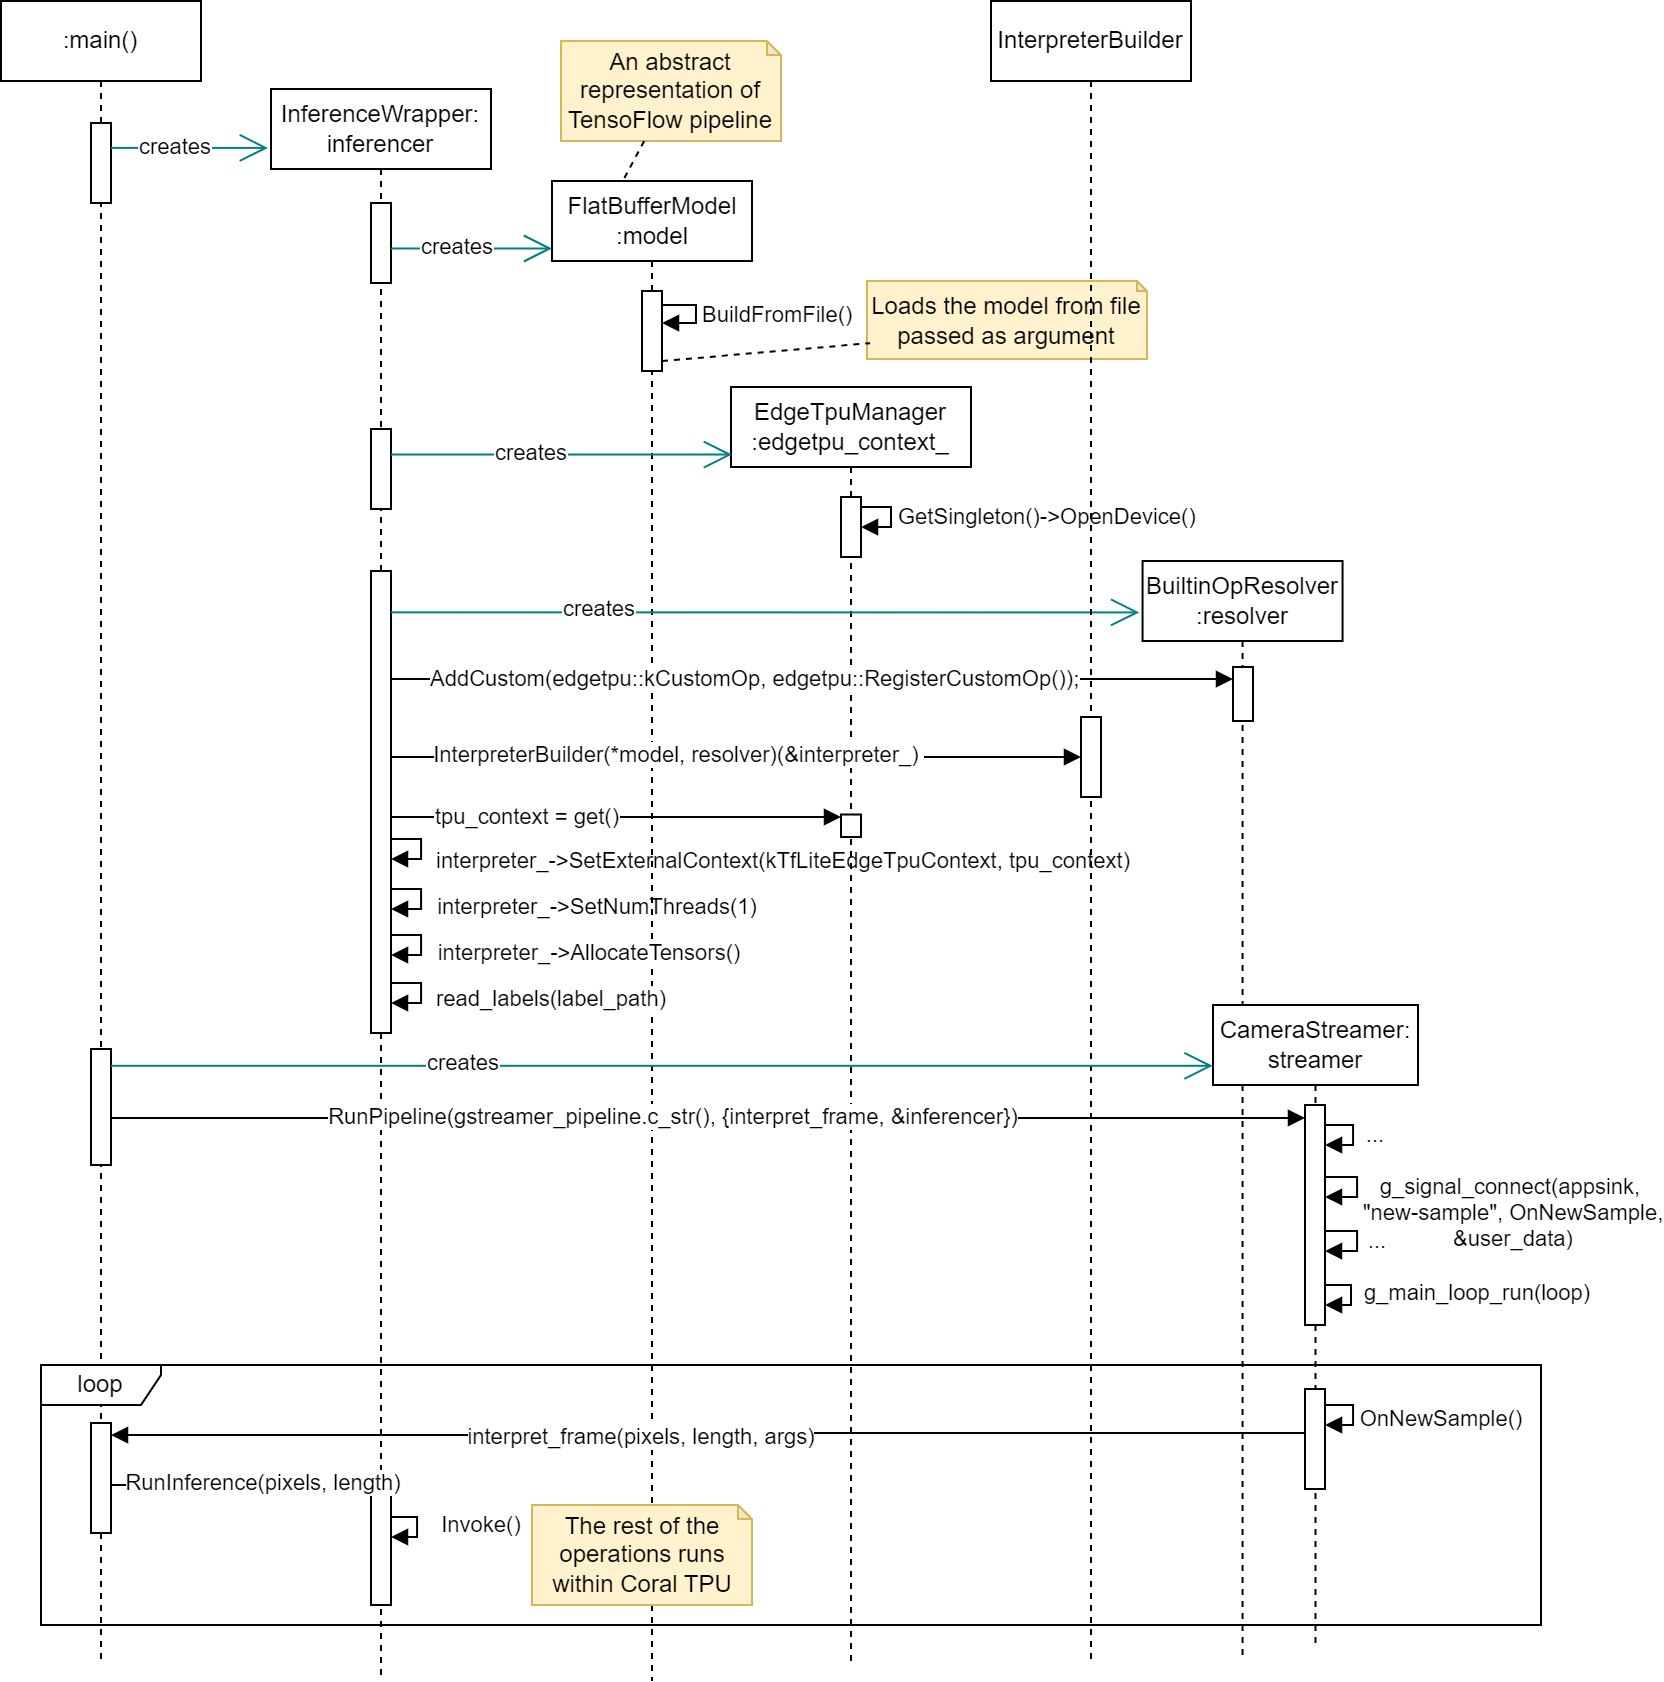 :main()
InterpreterBuilder
An abstract
representation of
TensoFlow pipeline
InferenceWrapper:
inferencer
creates
FlatBufferModel
:model
creates
BuildFromFile()
Loads the model from file
passed as argument
EdgeTpuManager
:edgetpu_context_
creates
GetSingleton()->OpenDevice()
BuiltinOpResolver
:resolver
creates
AddCustom(edgetpu::kCustomOp, edgetpu::RegisterCustomOp());
InterpreterBuilder(*model, resolver)(&interpreter_)
tpu_context = get()
interpreter_->SetExternalContext(kTfLiteEdgeTpuContext, tpu_context)
interpreter_->SetNumThreads(1)
interpreter_->AllocateTensors()
read_labels(label_path)
CameraStreamer:
streamer
creates
RunPipeline(gstreamer_pipeline.c_str(), {interpret_frame, &inferencer})
...
g_signal_connect(appsink,
"new-sample", OnNewSample,
&user_data)
...
g_main_loop_run(loop)
loop
OnNewSample()
interpret_frame(pixels, length, args)
RunInference(pixels, length)
Invoke()
The rest of the
operations runs
within Coral TPU